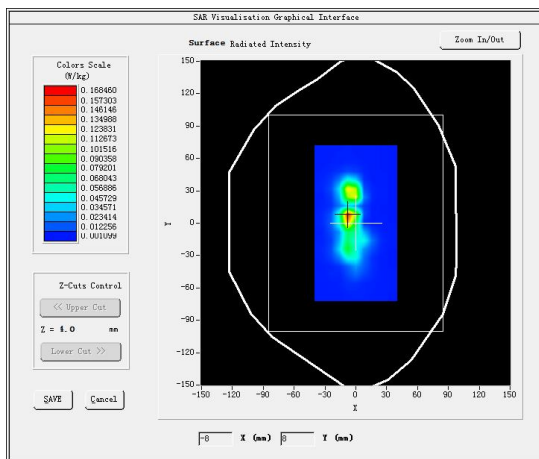 SAR Visualisation Graphical Interface
Surface Radiated Intensity
Zoom In/Out
Colors Scale
(W/kg)
0.168460
0.157303
0.146146
0.134988
0.123831
0.112673
0.101516
0.090358
0.079201
0.068043
0.056886
0.045729
0.034571
0.023414
0.012256
0.001099
Z-Cuts Control
<< Upper Cut
Z = 4.0 mm
Lower Cut >>
SAVE
Cancel
150
120
90
60
30
0
-30
-60
-90
-120
-150
Y
-150 -120 -90 -60 -30 0 30 60 90 120 150
X
-8 X (mm) 8 Y (mm)